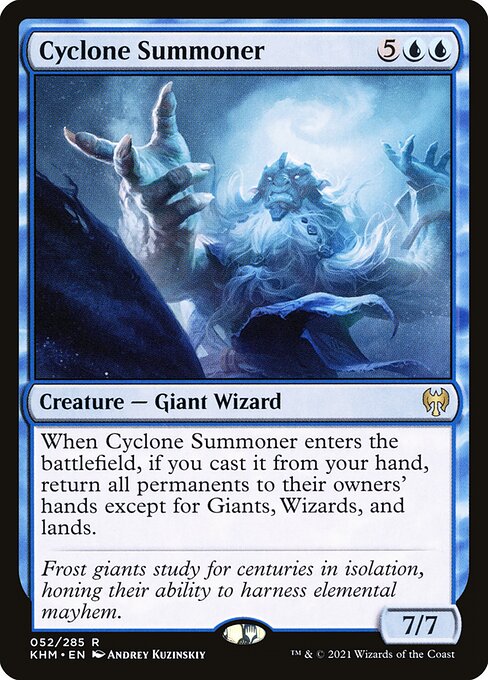 Cyclone Summoner 5
Creature — Giant Wizard
When Cyclone Summoner enters the
battlefield, if you cast it from your hand,
return all permanents to their owners'
hands except for Giants, Wizards, and
lands.
Frost giants study for centuries in isolation,
honing their ability to harness elemental
mayhem.
7/7
052/285 R
KHM • EN Andrey Kuzinskiy
™ & © 2021 Wizards of the Coast